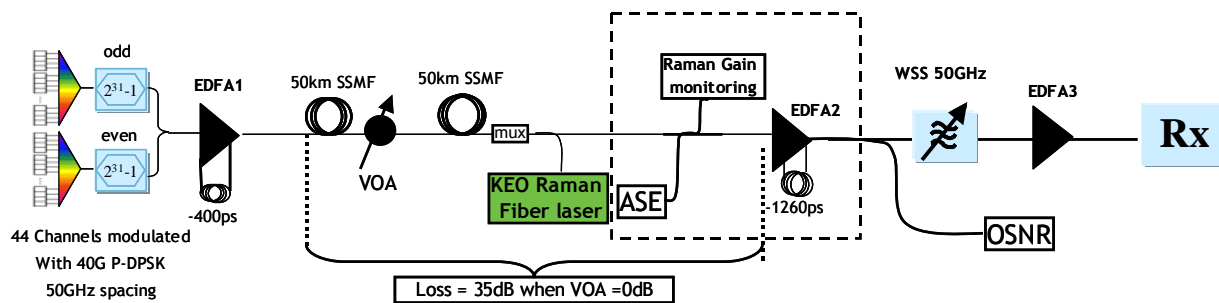 odd
2³¹-1
even
2³¹-1
44 Channels modulated
With 40G P-DPSK
50GHz spacing
EDFA1
-400ps
50km SSMF
VOA
50km SSMF
mux
KEO Raman
Fiber laser
Loss = 35dB when VOA =0dB
Raman Gain
monitoring
ASE
EDFA2
-1260ps
WSS 50GHz
EDFA3
OSNR
Rx